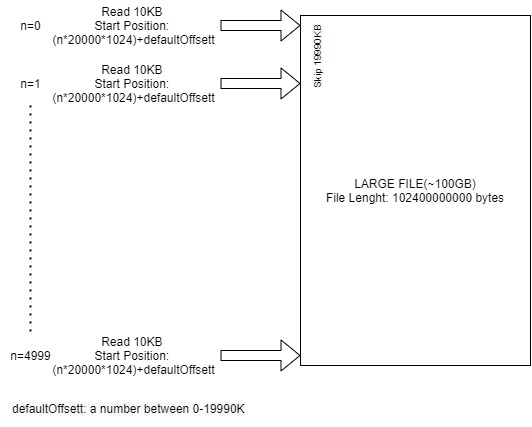 n=0
Read 10KB
Start Position:
(n*20000*1024)+defaultOffsett
n=1
Read 10KB
Start Position:
(n*20000*1024)+defaultOffsett
Skip 19990KB
LARGE FILE(~100GB)
File Lenght: 102400000000 bytes
n=4999
Read 10KB
Start Position:
(n*20000*1024)+defaultOffsett
defaultOffsett: a number between 0-19990K